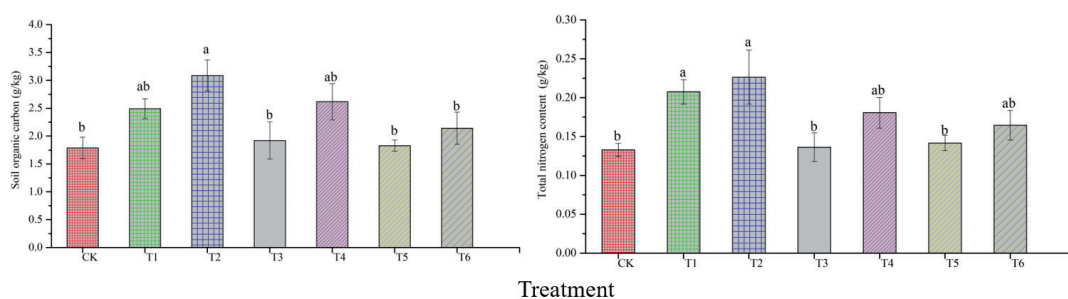 Soil organic carbon (g/kg)
4.0
3.5
3.0
2.5
2.0
1.5
1.0
0.5
0.0
b
ab
a
b
ab
b
b
CK
T1
T2
T3
T4
T5
T6
Total nitrogen content (g/kg)
0.30
0.25
0.20
0.15
0.10
0.05
0.00
b
a
a
b
ab
b
ab
CK
T1
T2
T3
T4
T5
T6
Treatment